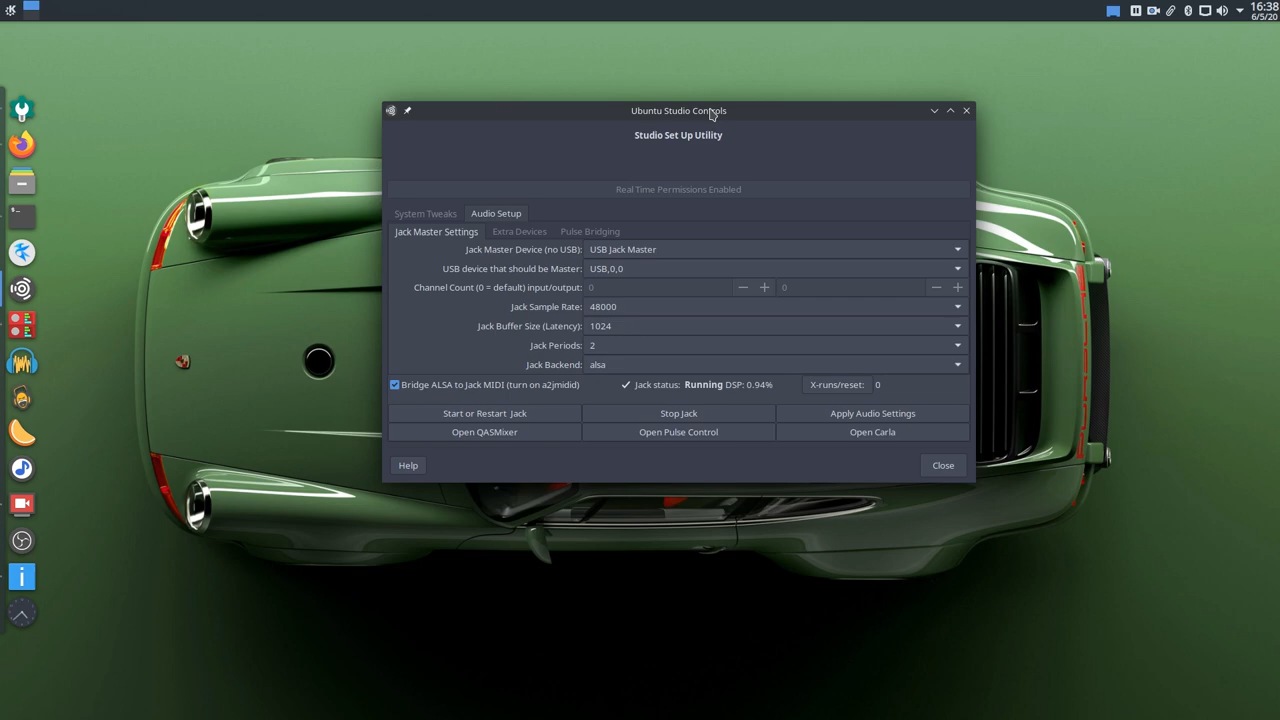 16:38
6/5/20
Ubuntu Studio Controls
Studio Set Up Utility
Real Time Permissions Enabled
System Tweaks Audio Setup
Jack Master Settings Extra Devices Pulse Bridging
Jack Master Device (no USB): USB Jack Master
USB device that should be Master: USB,0,0
Channel Count (0 = default) input/output: 0 0
Jack Sample Rate: 48000
Jack Buffer Size (Latency): 1024
Jack Periods: 2
Jack Backend: alsa
Bridge ALSA to Jack MIDI (turn on a2jmidid) Jack status: Running DSP: 0.94% X-runs/reset: 0
Start or Restart Jack Stop Jack Apply Audio Settings
Open QASMixer Open Pulse Control Open Carla
Help Close